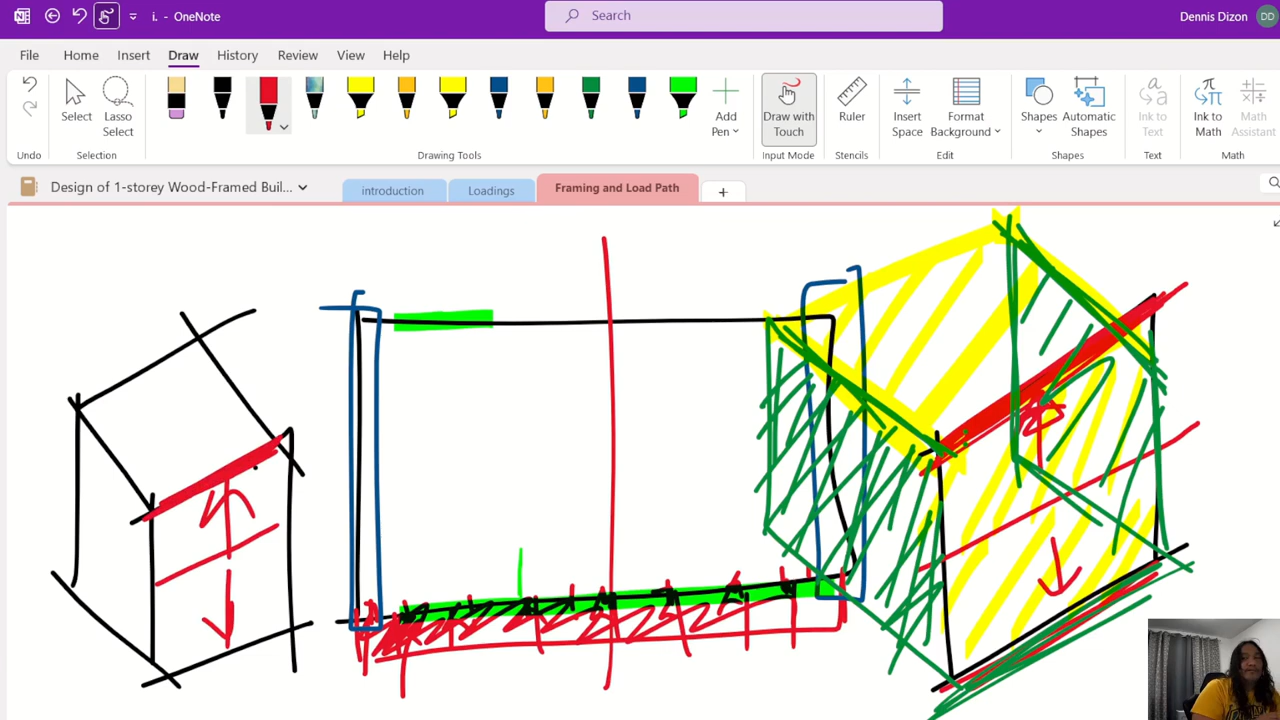 i. - OneNote
Search
Dennis Dizon
DD
File
Home
Insert
Draw
History
Review
View
Help
Select
Lasso Select
Add Pen
Draw with Touch
Ruler
Insert Space
Format Background
Shapes
Automatic Shapes
Ink to Text
Ink to Math
Math Assistant
Undo
Selection
Drawing Tools
Input Mode
Stencils
Edit
Shapes
Text
Math
Design of 1-storey Wood-Framed Buil...
introduction
Loadings
Framing and Load Path